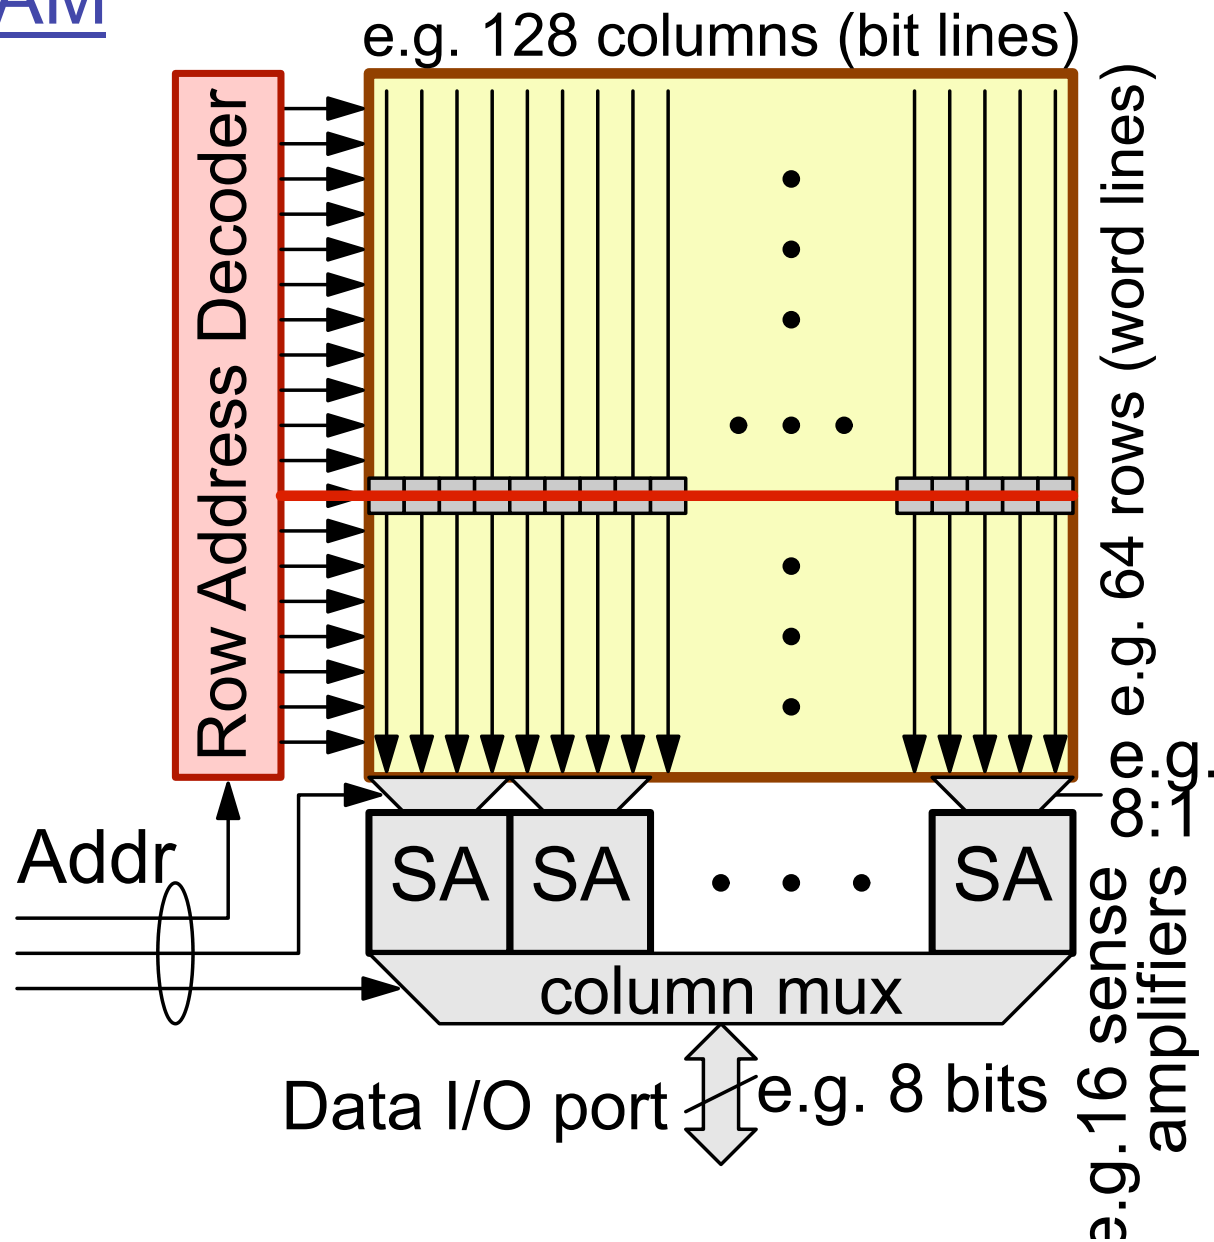 AM
e.g. 128 columns (bit lines)
Row Address Decoder
e.g. 64 rows (word lines)
e.g.
8:1
Addr
SA
SA
SA
e.g.16 sense
amplifiers
column mux
Data I/O port
e.g. 8 bits